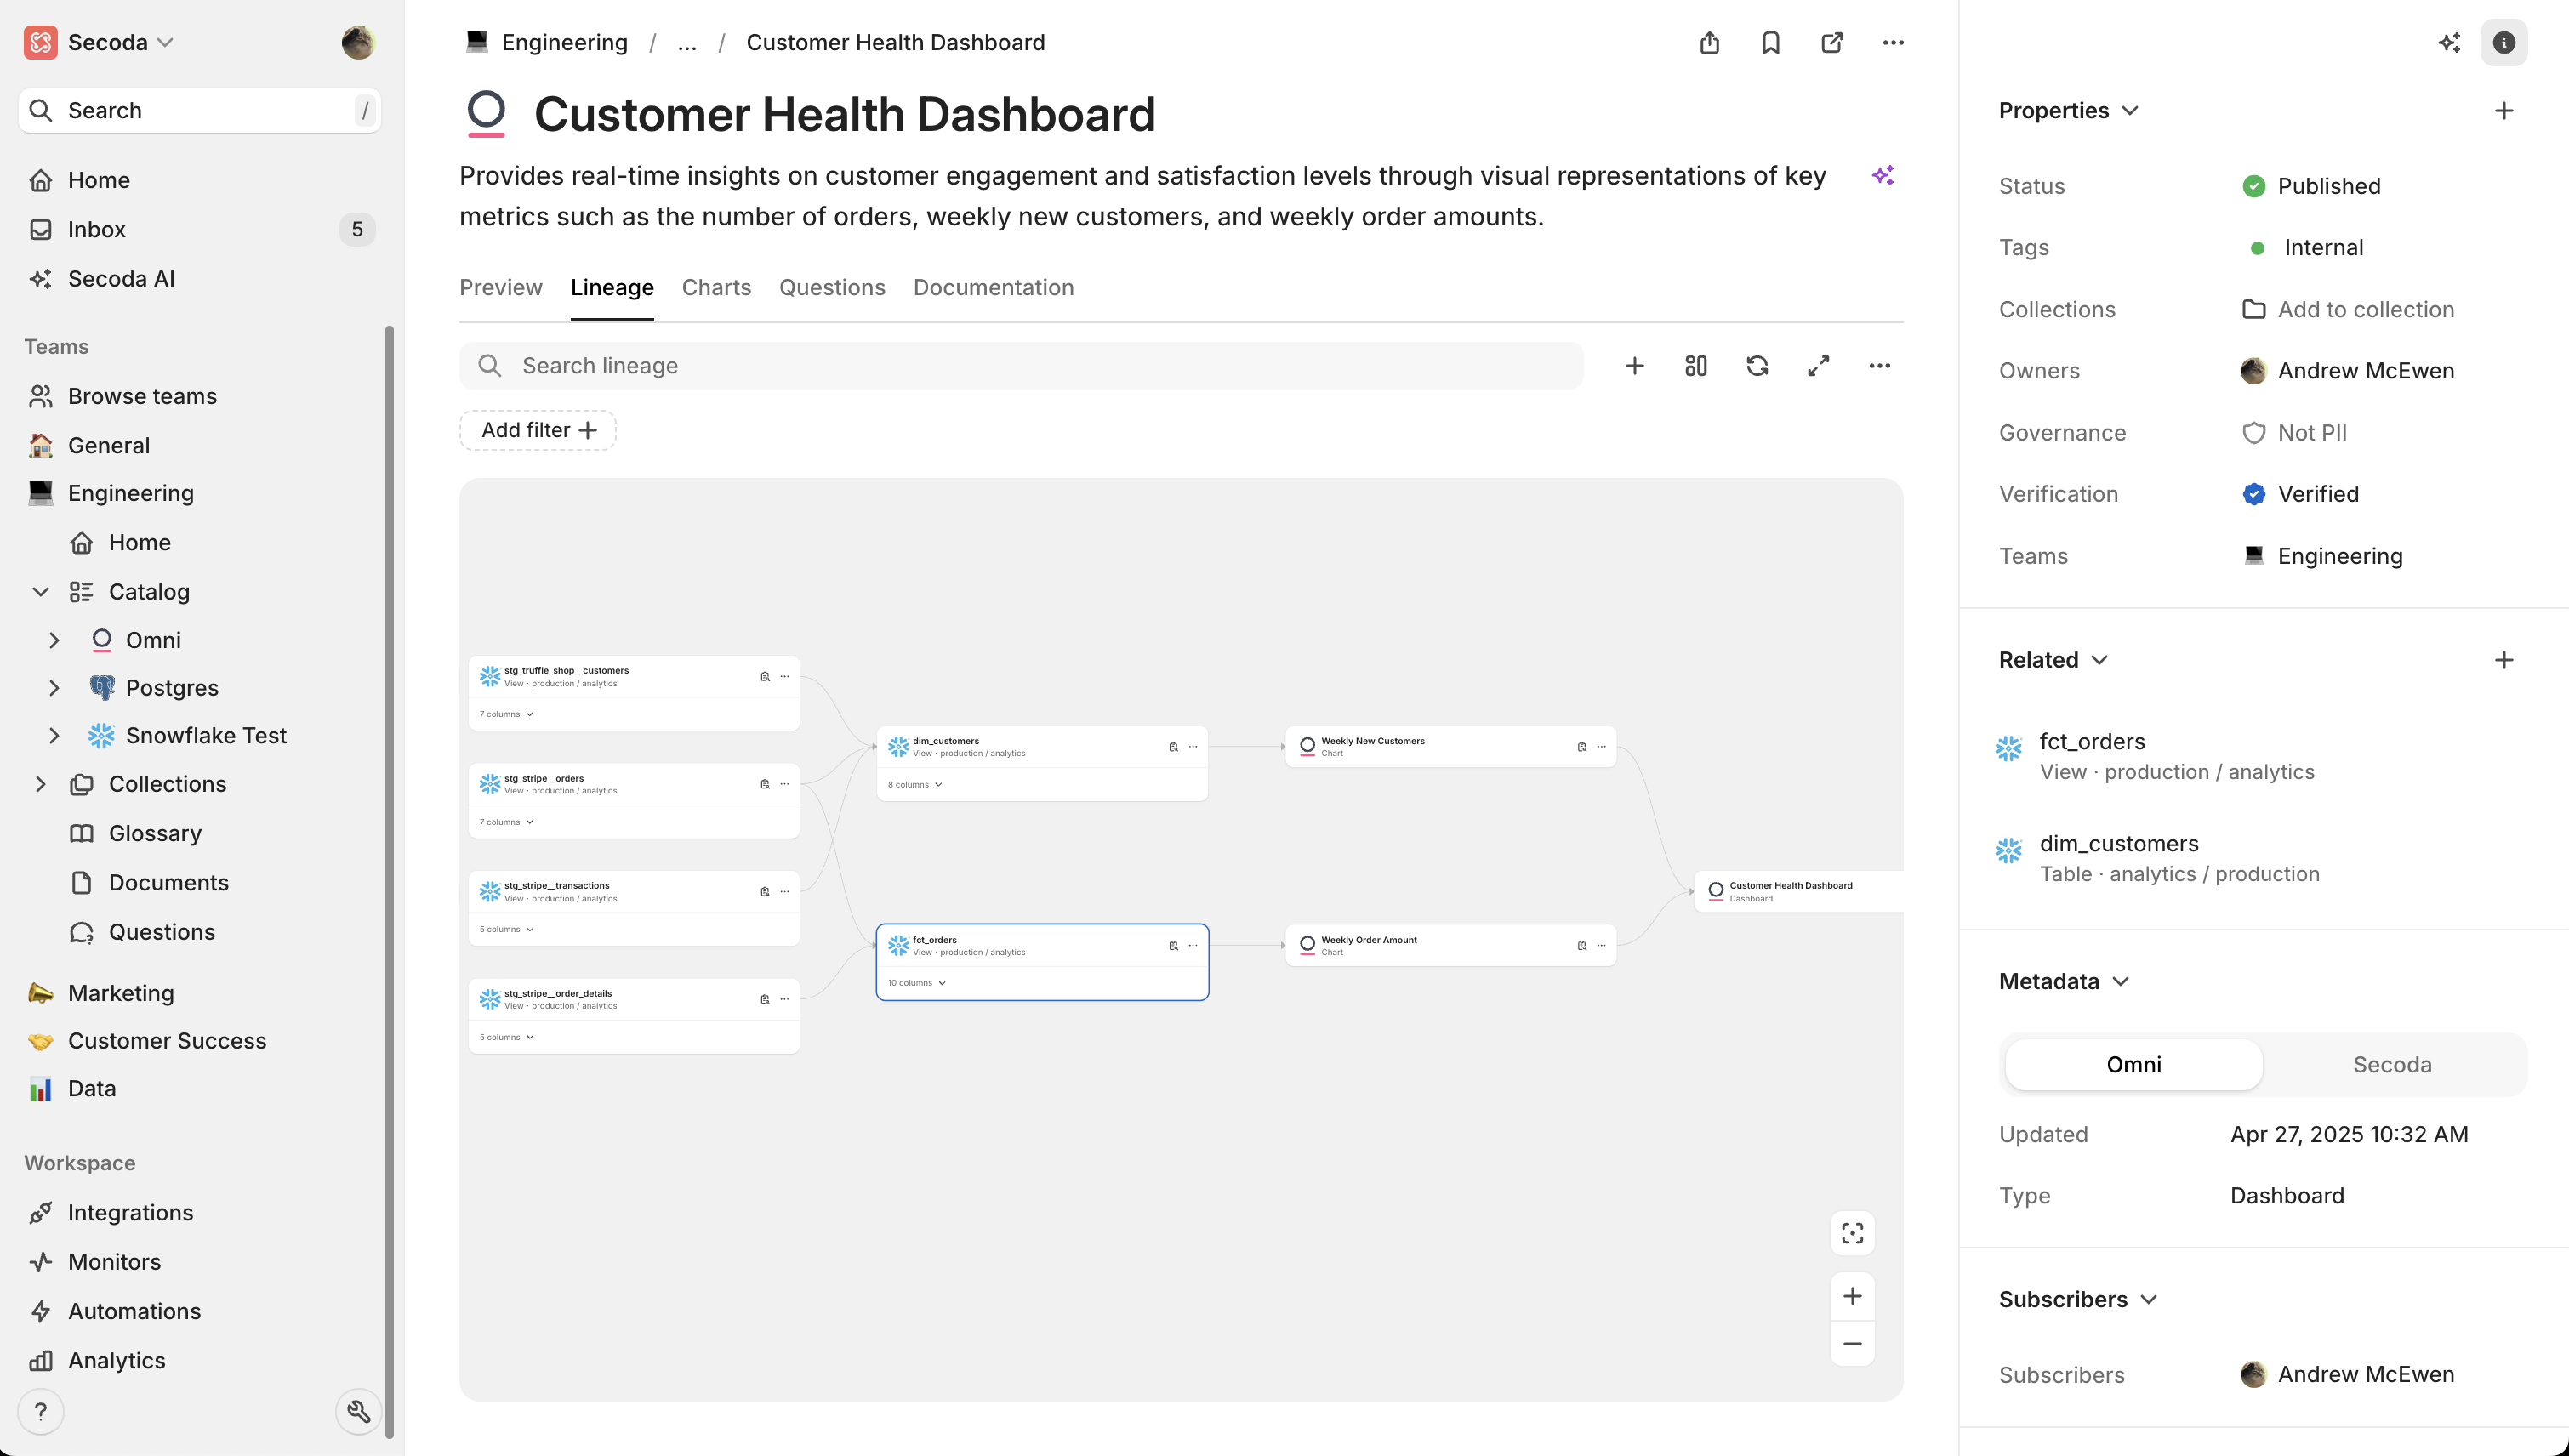 Secoda
Search /
Home
Inbox 5
Secoda AI
Teams
Browse teams
General
Engineering
Home
Catalog
Omni
Postgres
Snowflake Test
Collections
Glossary
Documents
Questions
Marketing
Customer Success
Data
Workspace
Integrations
Monitors
Automations
Analytics
?
Engineering / ... / Customer Health Dashboard
Customer Health Dashboard
Provides real-time insights on customer engagement and satisfaction levels through visual representations of key
metrics such as the number of orders, weekly new customers, and weekly order amounts.
Preview Lineage Charts Questions Documentation
Search lineage
Add filter +
stg_truffle_shop__customers
View · production / analytics
7 columns
stg_stripe__orders
View · production / analytics
7 columns
stg_stripe__transactions
View · production / analytics
5 columns
stg_stripe__order_details
View · production / analytics
5 columns
dim_customers
View · production / analytics
8 columns
fct_orders
View · production / analytics
10 columns
Weekly New Customers
Chart
Weekly Order Amount
Chart
Customer Health Dashboard
Dashboard
Properties
Status Published
Tags Internal
Collections Add to collection
Owners Andrew McEwen
Governance Not PII
Verification Verified
Teams Engineering
Related
fct_orders
View · production / analytics
dim_customers
Table · analytics / production
Metadata
Omni Secoda
Updated Apr 27, 2025 10:32 AM
Type Dashboard
Subscribers
Subscribers Andrew McEwen